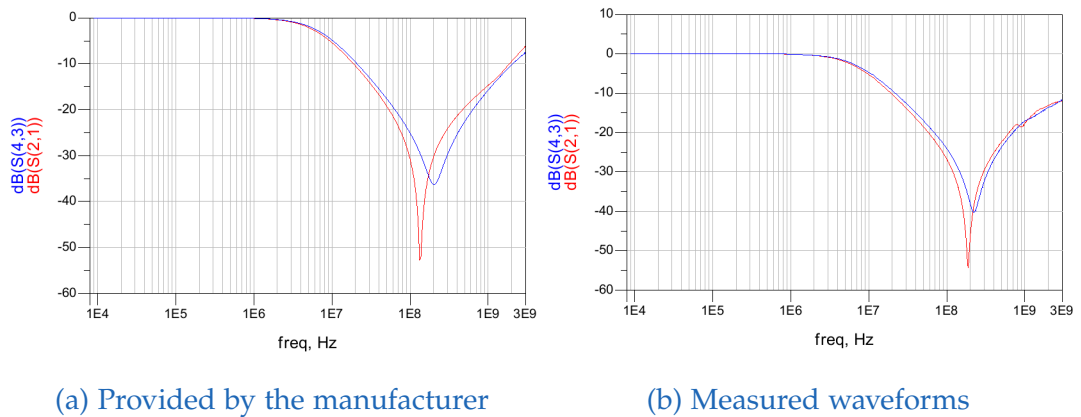 0
-10
-20
-30
-40
-50
-60
dB(S(4,3))
dB(S(2,1))
1E4 1E5 1E6 1E7 1E8 1E9 3E9
freq, Hz
(a) Provided by the manufacturer
10
0
-10
-20
-30
-40
-50
-60
dB(S(4,3))
dB(S(2,1))
1E4 1E5 1E6 1E7 1E8 1E9 3E9
freq, Hz
(b) Measured waveforms